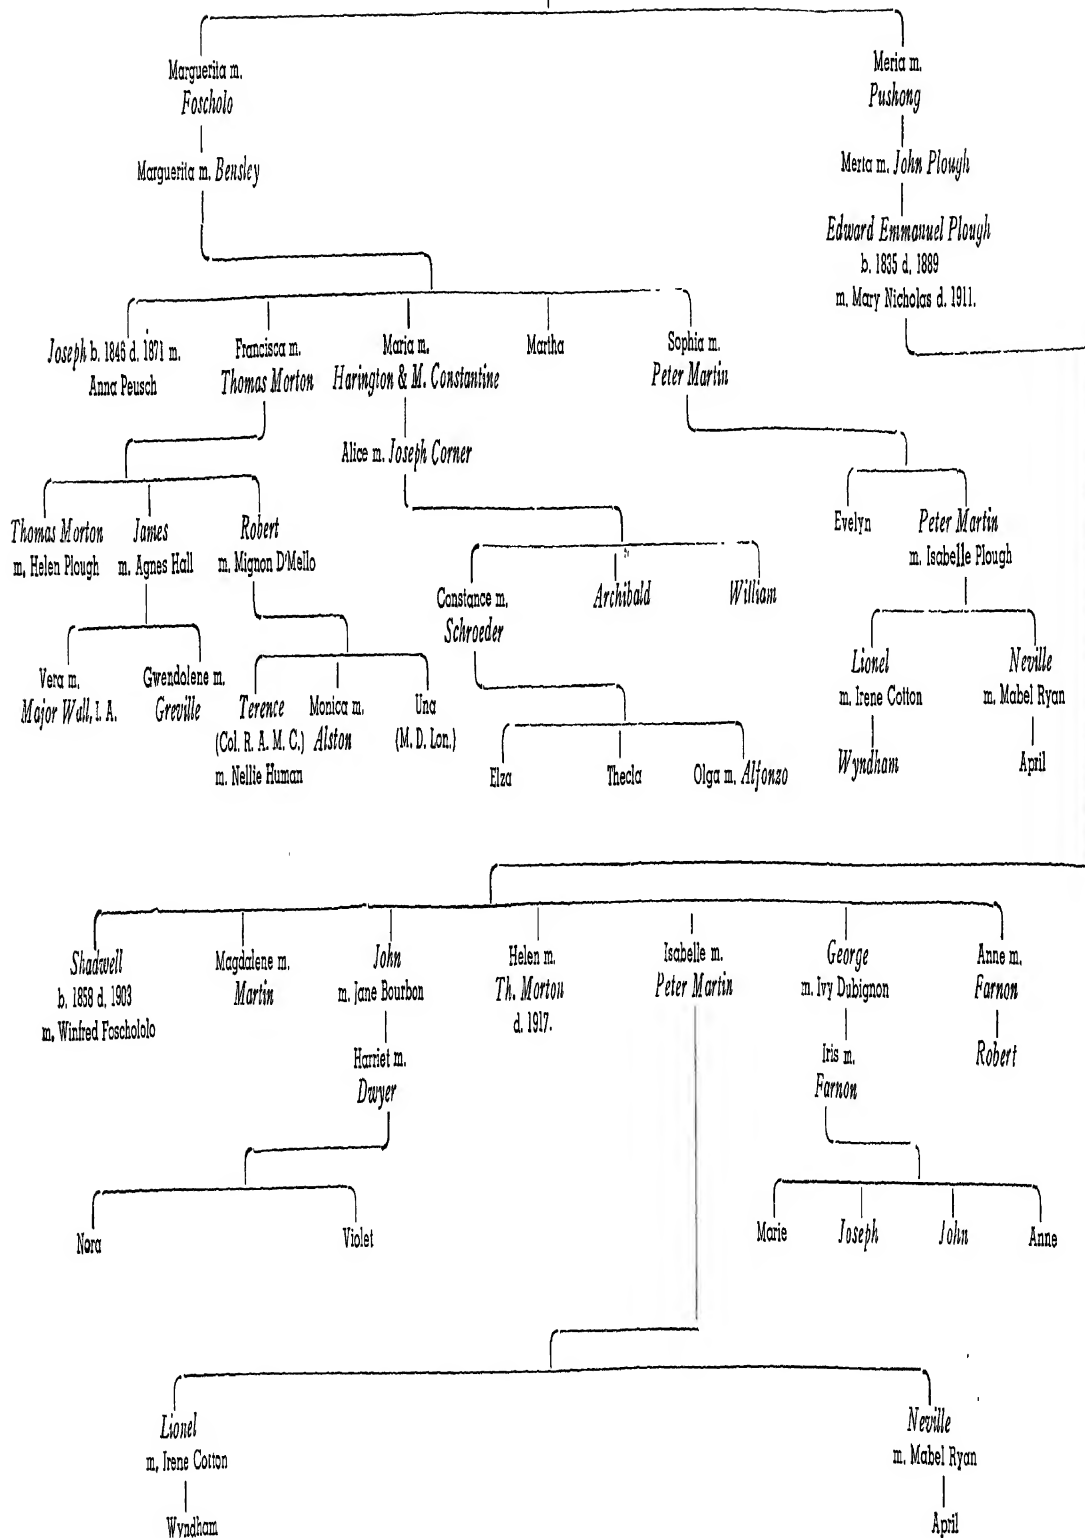 Marguerita m.
Foscholo
Meria m.
Pushong
Marguerita m. Bensley
Meria m. John Plough
Edward Emmanuel Plough
b. 1835 d. 1889
m. Mary Nicholas d. 1911.
Joseph b. 1846 d. 1871 m.
Anna Peusch
Francisca m.
Thomas Morton
Maria m.
Harington & M. Constantine
Martha
Sophia m.
Peter Martin
Alice m. Joseph Corner
Thomas Morton
m. Helen Plough
James
m. Agnes Hall
Robert
m. Mignon D'Mello
Evelyn
Peter Martin
m. Isabelle Plough
Constance m.
Schroeder
Archibald
William
Vera m.
Major Wall, I. A.
Gwendolene m.
Greville
Terence
(Col. R. A. M. C.)
m. Nellie Human
Monica m.
Alston
Una
(M. D. Lon.)
Lionel
m. Irene Cotton
Wyndham
Neville
m. Mabel Ryan
April
Elza
Thecla
Olga m. Alfonzo
Shadwell
b. 1858 d. 1903
m. Winfred Foschololo
Magdalene m.
Martin
John
m. Jane Bourbon
Helen m.
Th. Morton
d. 1917.
Isabelle m.
Peter Martin
George
m. Ivy Dubignon
Anne m.
Farnon
Robert
Harriet m.
Dwyer
Iris m.
Farnon
Nora
Violet
Marie
Joseph
John
Anne
Lionel
m. Irene Cotton
Wyndham
Neville
m. Mabel Ryan
April